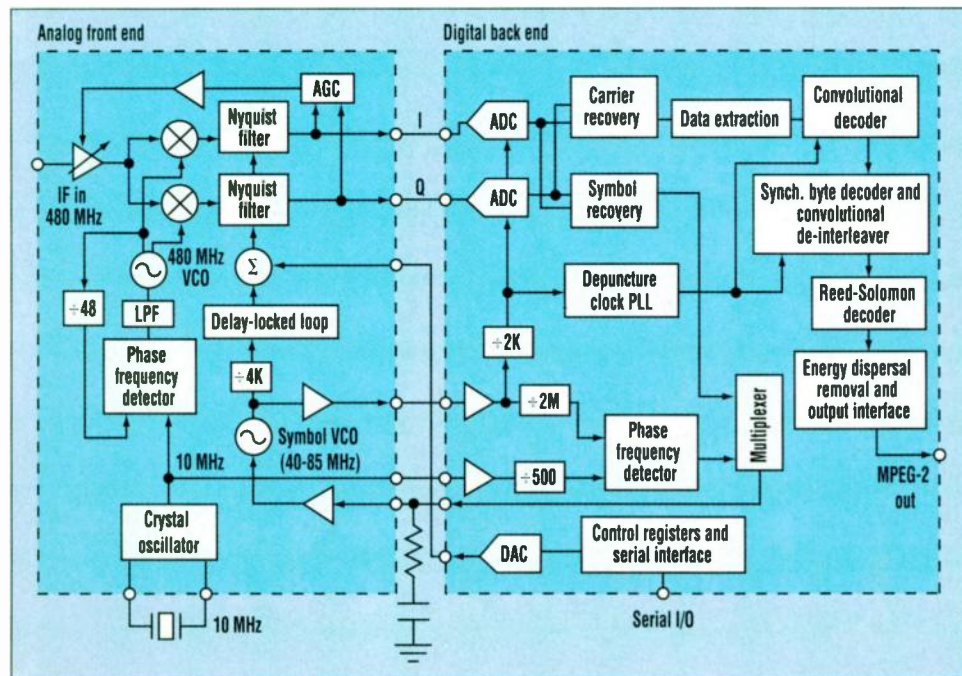 Analog front end
AGC
Nyquist
filter
Nyquist
filter
IF in
480 MHz
480 MHz
VCO
÷48
LPF
Σ
Delay-locked loop
Phase
frequency
detector
÷4K
Symbol VCO
(40-85 MHz)
10 MHz
Crystal
oscillator
10 MHz
I
Q
Digital back end
ADC
ADC
Carrier
recovery
Data extraction
Convolutional
decoder
Symbol
recovery
Synch. byte decoder and
convolutional
de-interleaver
Depuncture
clock PLL
Reed-Solomon
decoder
÷2K
÷2M
Energy dispersal
removal and
output interface
Phase
frequency
detector
Multiplexer
÷500
MPEG-2
out
DAC
Control registers and
serial interface
Serial I/O